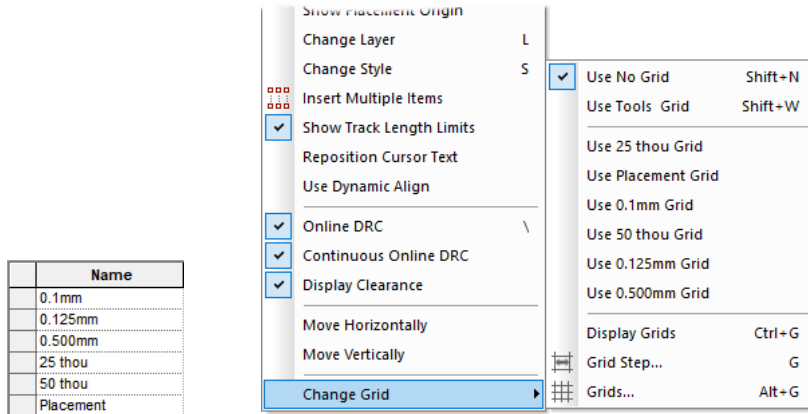 Name
0.1mm
0.125mm
0.500mm
25 thou
50 thou
Placement
Show Placement Origin
Change Layer L
Change Style S
Insert Multiple Items
Show Track Length Limits
Reposition Cursor Text
Use Dynamic Align
Online DRC \
Continuous Online DRC
Display Clearance
Move Horizontally
Move Vertically
Change Grid
Use No Grid Shift+N
Use Tools Grid Shift+W
Use 25 thou Grid
Use Placement Grid
Use 0.1mm Grid
Use 50 thou Grid
Use 0.125mm Grid
Use 0.500mm Grid
Display Grids Ctrl+G
Grid Step... G
Grids... Alt+G